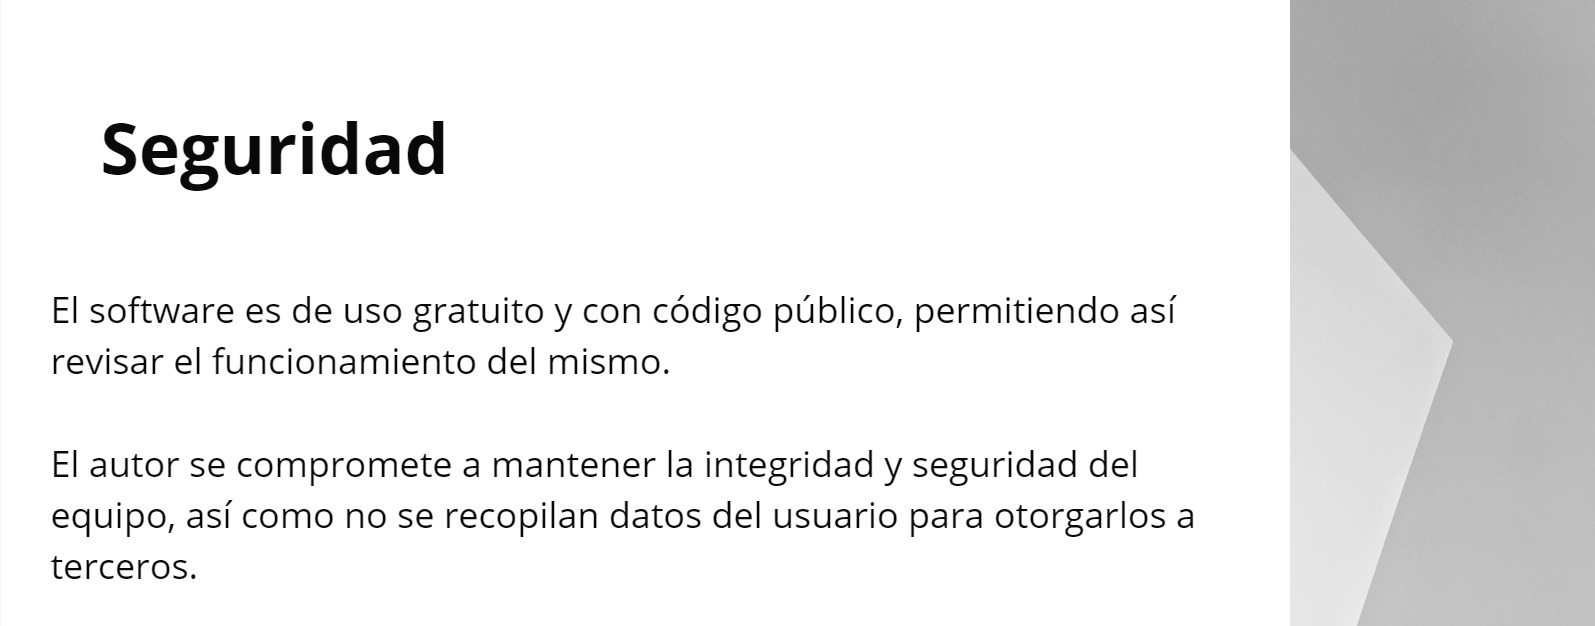 Seguridad
El software es de uso gratuito y con código público, permitiendo así
revisar el funcionamiento del mismo.
El autor se compromete a mantener la integridad y seguridad del
equipo, así como no se recopilan datos del usuario para otorgarlos a
terceros.